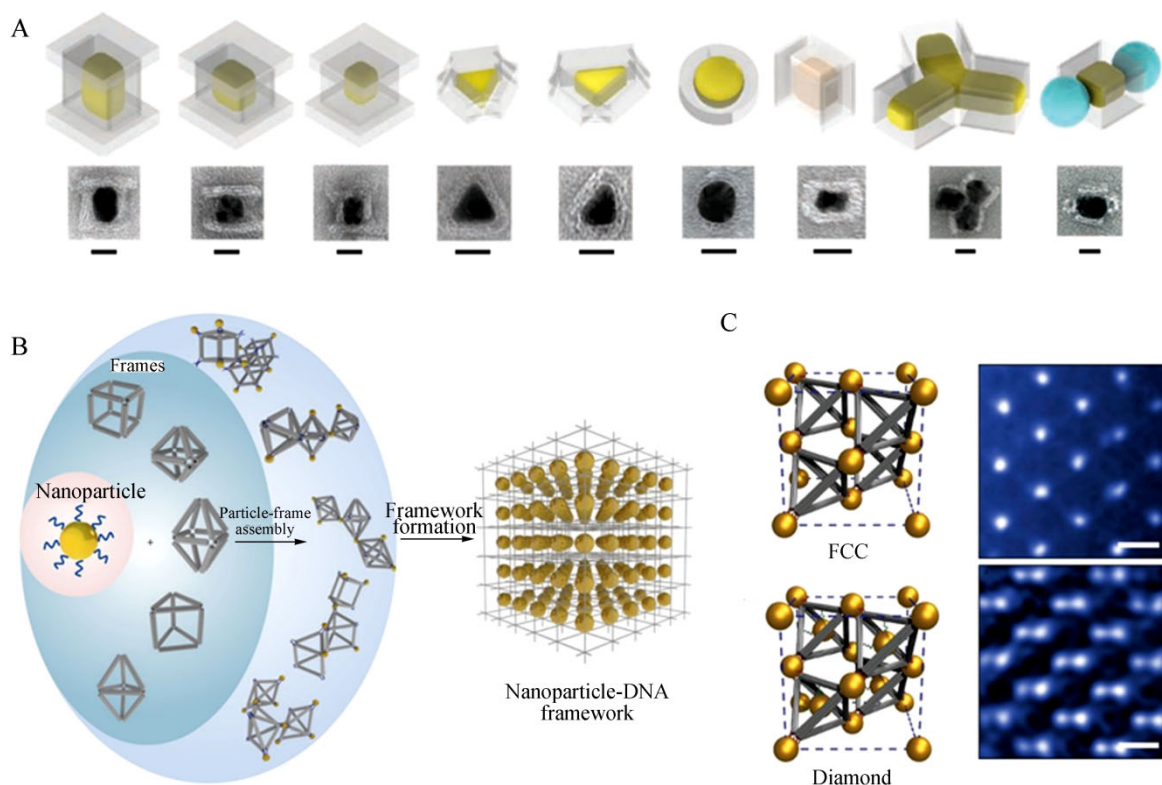 A
B
Frames
Nanoparticle
+
Particle-frame
assembly
Framework
formation
Nanoparticle-DNA
framework
C
FCC
Diamond